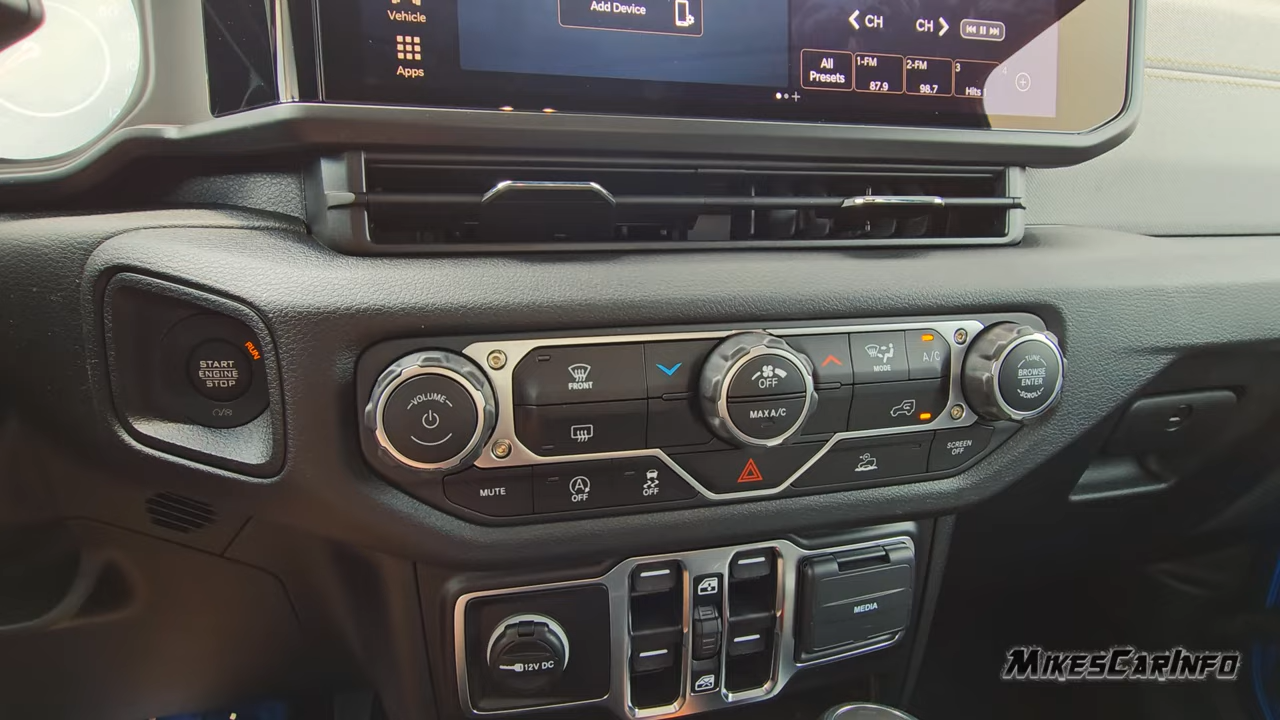 Vehicle
Apps
Add Device
CH
CH
All
Presets
1-FM
87.9
2-FM
98.7
3
Hits 1
4
START
ENGINE
STOP
RUN
VOLUME
FRONT
OFF
MAX A/C
MODE
A/C
TUNE
BROWSE
ENTER
SCROLL
MUTE
A
OFF
OFF
SCREEN
OFF
12V DC
MEDIA
MIKESCARINFO